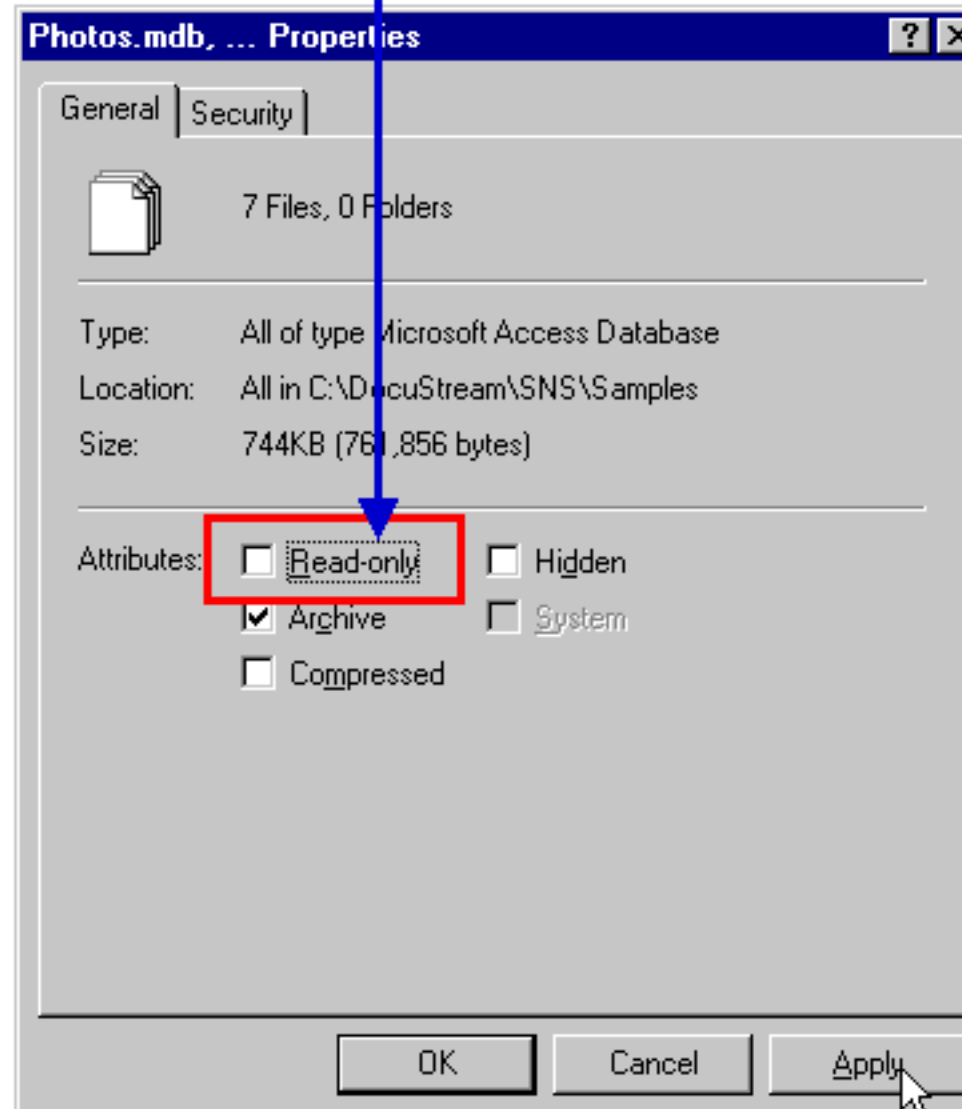 Photos.mdb, ... Properties
General Security
7 Files, 0 Folders
Type: All of type Microsoft Access Database
Location: All in C:\DocuStream\SNS\Samples
Size: 744KB (761,856 bytes)
Attributes: Read-only Hidden
Archive System
Compressed
OK Cancel Apply